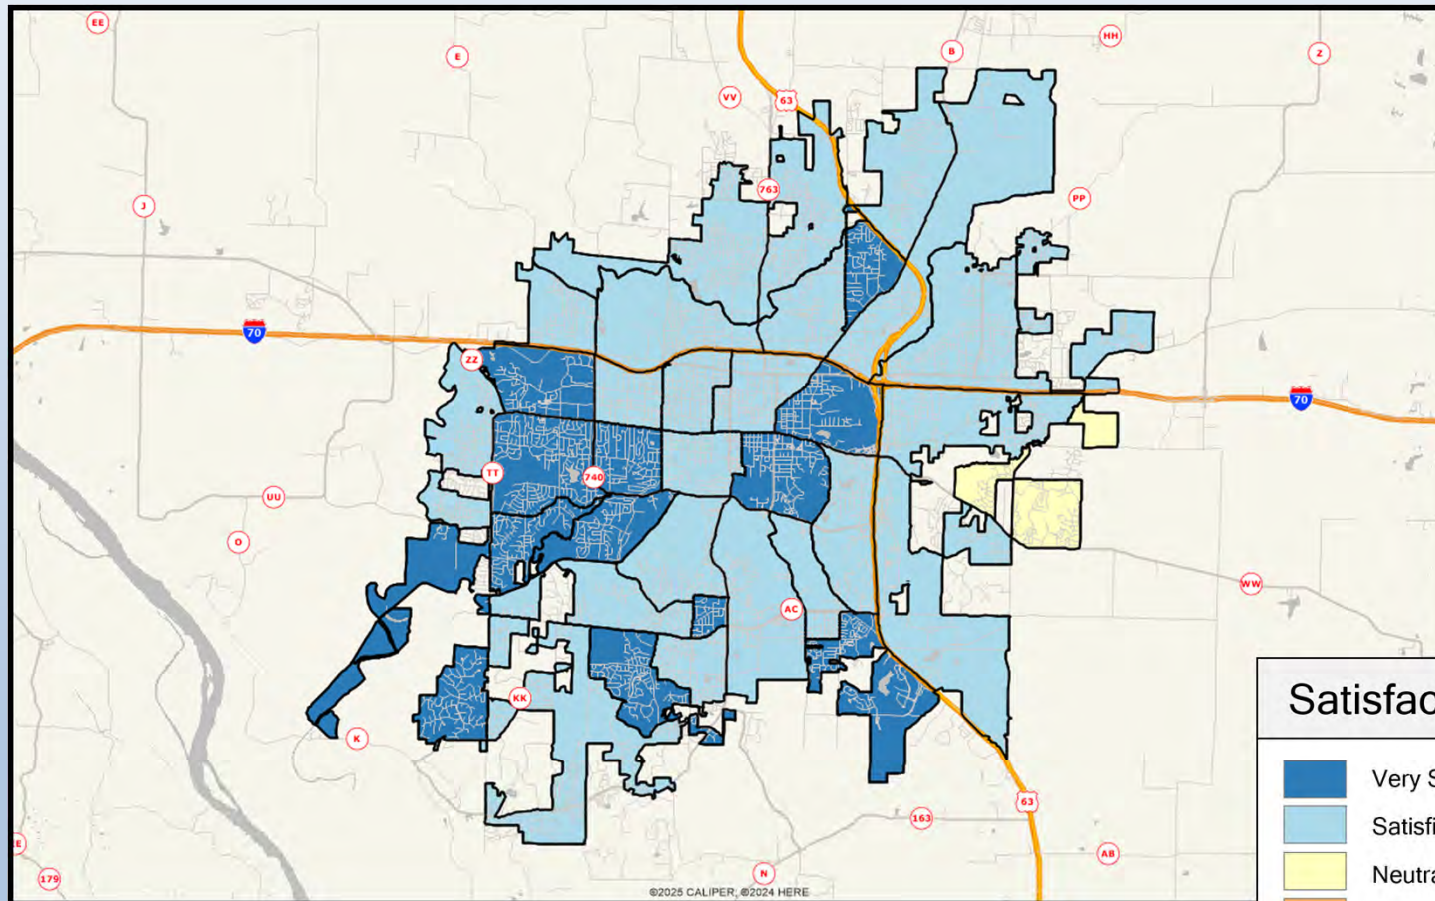 EE
E
B
HH
Z
VV
63
763
J
PP
70
ZZ
70
TT
740
UU
O
WW
AC
KK
K
63
163
AB
N
179
©2025 CALIPER; ©2024 HERE
Satisfac
Very S
Satisfi
Neutra